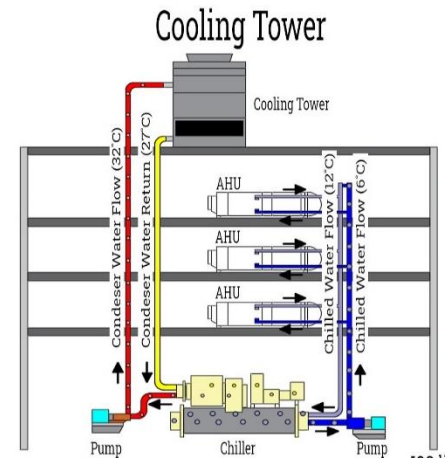 Cooling Tower
Cooling Tower
Condeser Water Flow (32°C)
Condeser Water Return (27°C)
Chilled Water Flow (12°C)
Chilled Water Flow (6°C)
AHU
AHU
AHU
Pump
Chiller
Pump